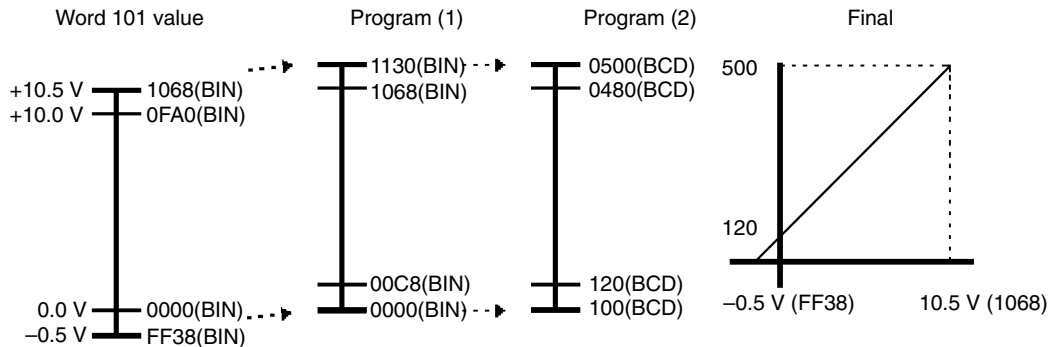 Word 101 value
Program (1)
Program (2)
Final
+10.5 V
1068(BIN)
+10.0 V
0FA0(BIN)
0.0 V
0000(BIN)
–0.5 V
FF38(BIN)
1130(BIN)
1068(BIN)
00C8(BIN)
0000(BIN)
0500(BCD)
0480(BCD)
120(BCD)
100(BCD)
500
120
–0.5 V (FF38)
10.5 V (1068)